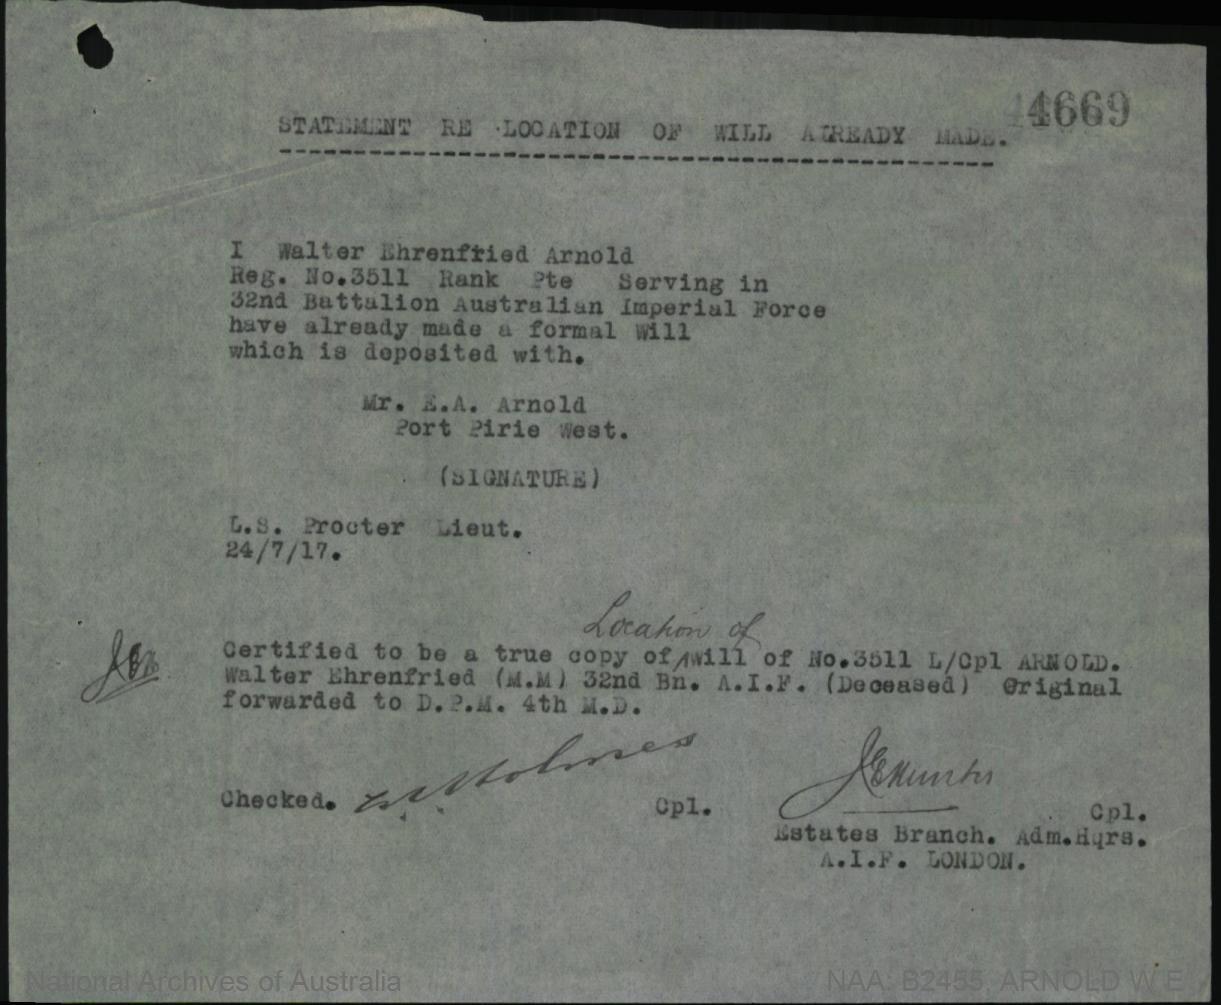 44669
STATEMENT RE LOCATION OF WILL ALREADY MADE.
I Walter Ehrenfried Arnold
Reg. No.3511 Rank Pte Serving in
32nd Battalion Australian Imperial Force
have already made a formal Will
which is deposited with.
Mr. E.A. Arnold
Port Pirie West.
(SIGNATURE)
L.S. Procter Lieut.
24/7/17.
Location of
Certified to be a true copy of will of No.3511 L/Cpl ARNOLD.
Walter Ehrenfried (M.M) 32nd Bn. A.I.F. (Deceased) Original
forwarded to D.P.M. 4th M.D.
Checked. Holmes Cpl. Cpl.
Estates Branch. Adm.Hqrs.
A.I.F. LONDON.
National Archives of Australia NAA: B2455, ARNOLD W E